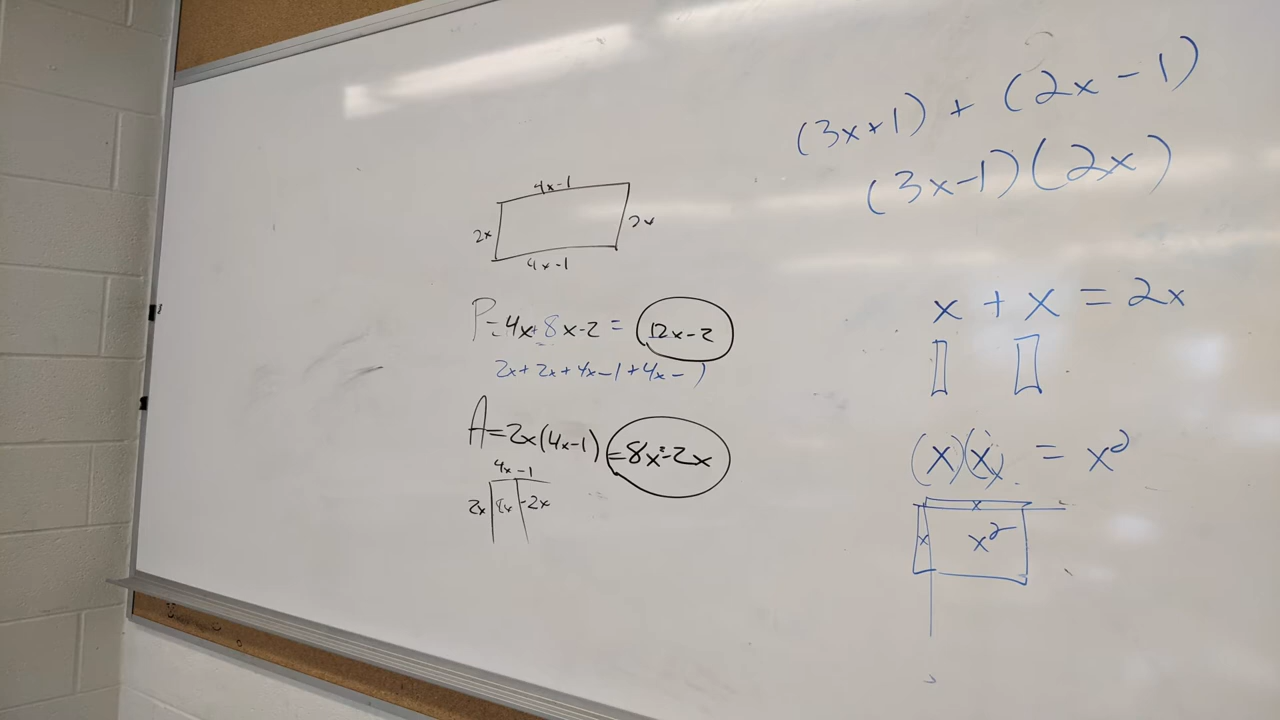 4x-1
2x 2x
4x-1
P=4x+8x-2 = 12x-2
2x+2x+4x-1+4x-1
A=2x(4x-1) =8x²-2x
4x-1
2x 8x² -2x
(3x+1) + (2x-1)
(3x-1)(2x)
x + x = 2x
(x)(x) = x²
x
x x²